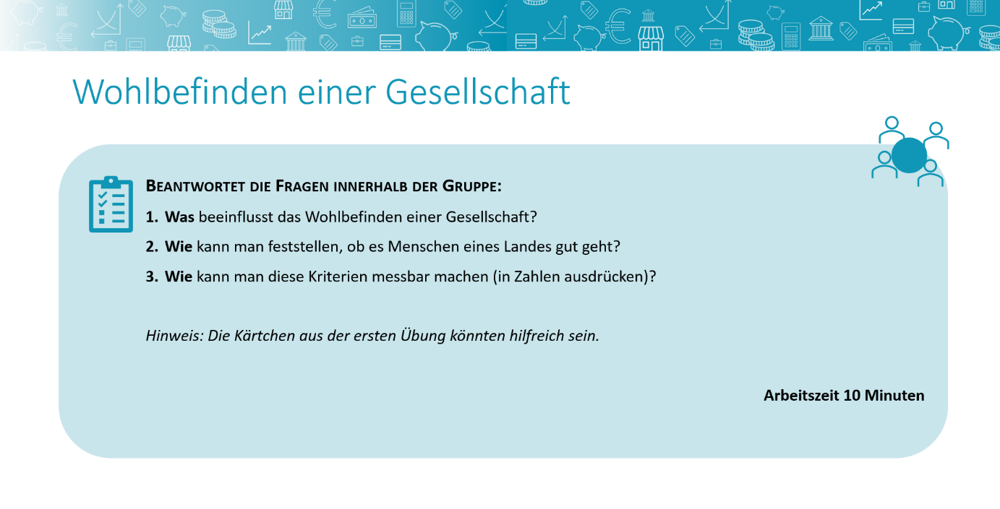 Wohlbefinden einer Gesellschaft
Beantwortet die Fragen innerhalb der Gruppe:
1. Was beeinflusst das Wohlbefinden einer Gesellschaft?
2. Wie kann man feststellen, ob es Menschen eines Landes gut geht?
3. Wie kann man diese Kriterien messbar machen (in Zahlen ausdrücken)?
Hinweis: Die Kärtchen aus der ersten Übung könnten hilfreich sein.
Arbeitszeit 10 Minuten